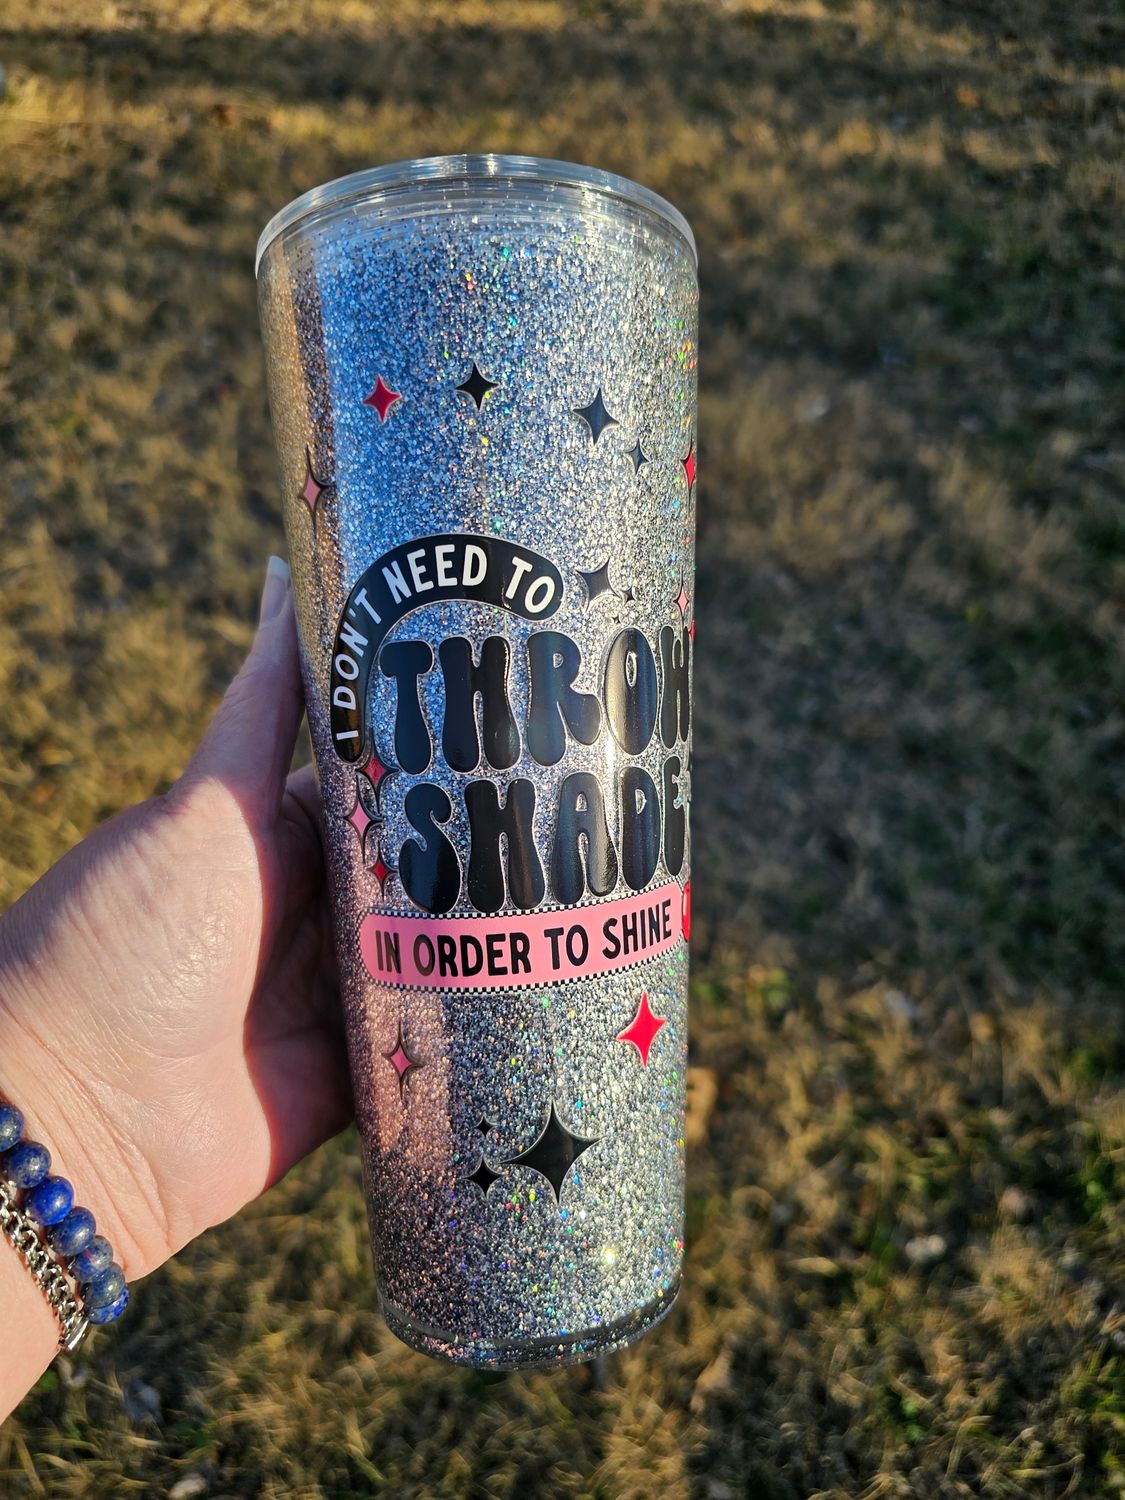 I DON'T NEED TO
THROW
SHADE
IN ORDER TO SHINE